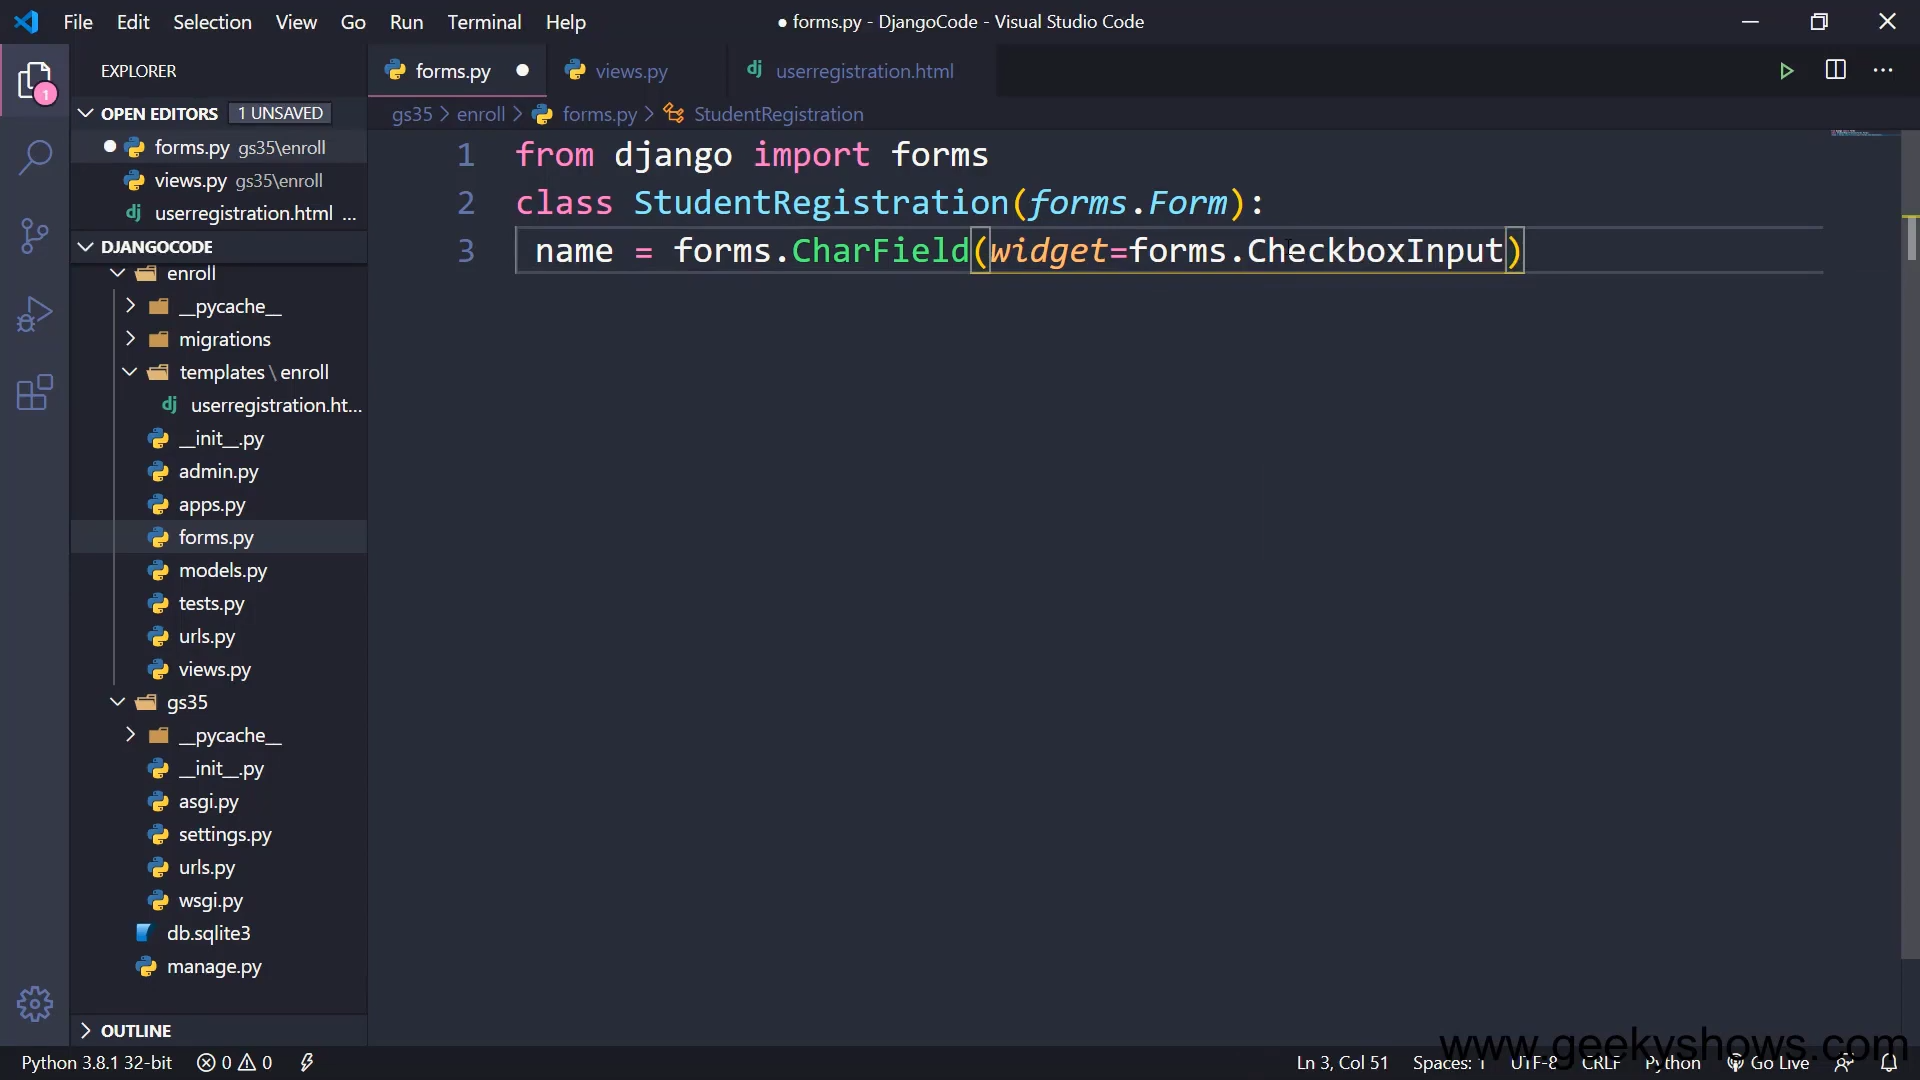 File Edit Selection View Go Run Terminal Help
● forms.py - DjangoCode - Visual Studio Code
EXPLORER
forms.py
views.py
userregistration.html
OPEN EDITORS 1 UNSAVED
gs35 > enroll > forms.py > StudentRegistration
forms.py gs35\enroll
views.py gs35\enroll
userregistration.html ...
DJANGOCODE
enroll
__pycache__
migrations
templates \ enroll
userregistration.ht...
__init__.py
admin.py
apps.py
forms.py
models.py
tests.py
urls.py
views.py
gs35
__pycache__
__init__.py
asgi.py
settings.py
urls.py
wsgi.py
db.sqlite3
manage.py
OUTLINE
1 from django import forms
2 class StudentRegistration(forms.Form):
3 name = forms.CharField(widget=forms.CheckboxInput)
1
www.geekyshows.com
Python 3.8.1 32-bit 0 0 Ln 3, Col 51 Spaces: 1 UTF-8 CRLF Python Go Live